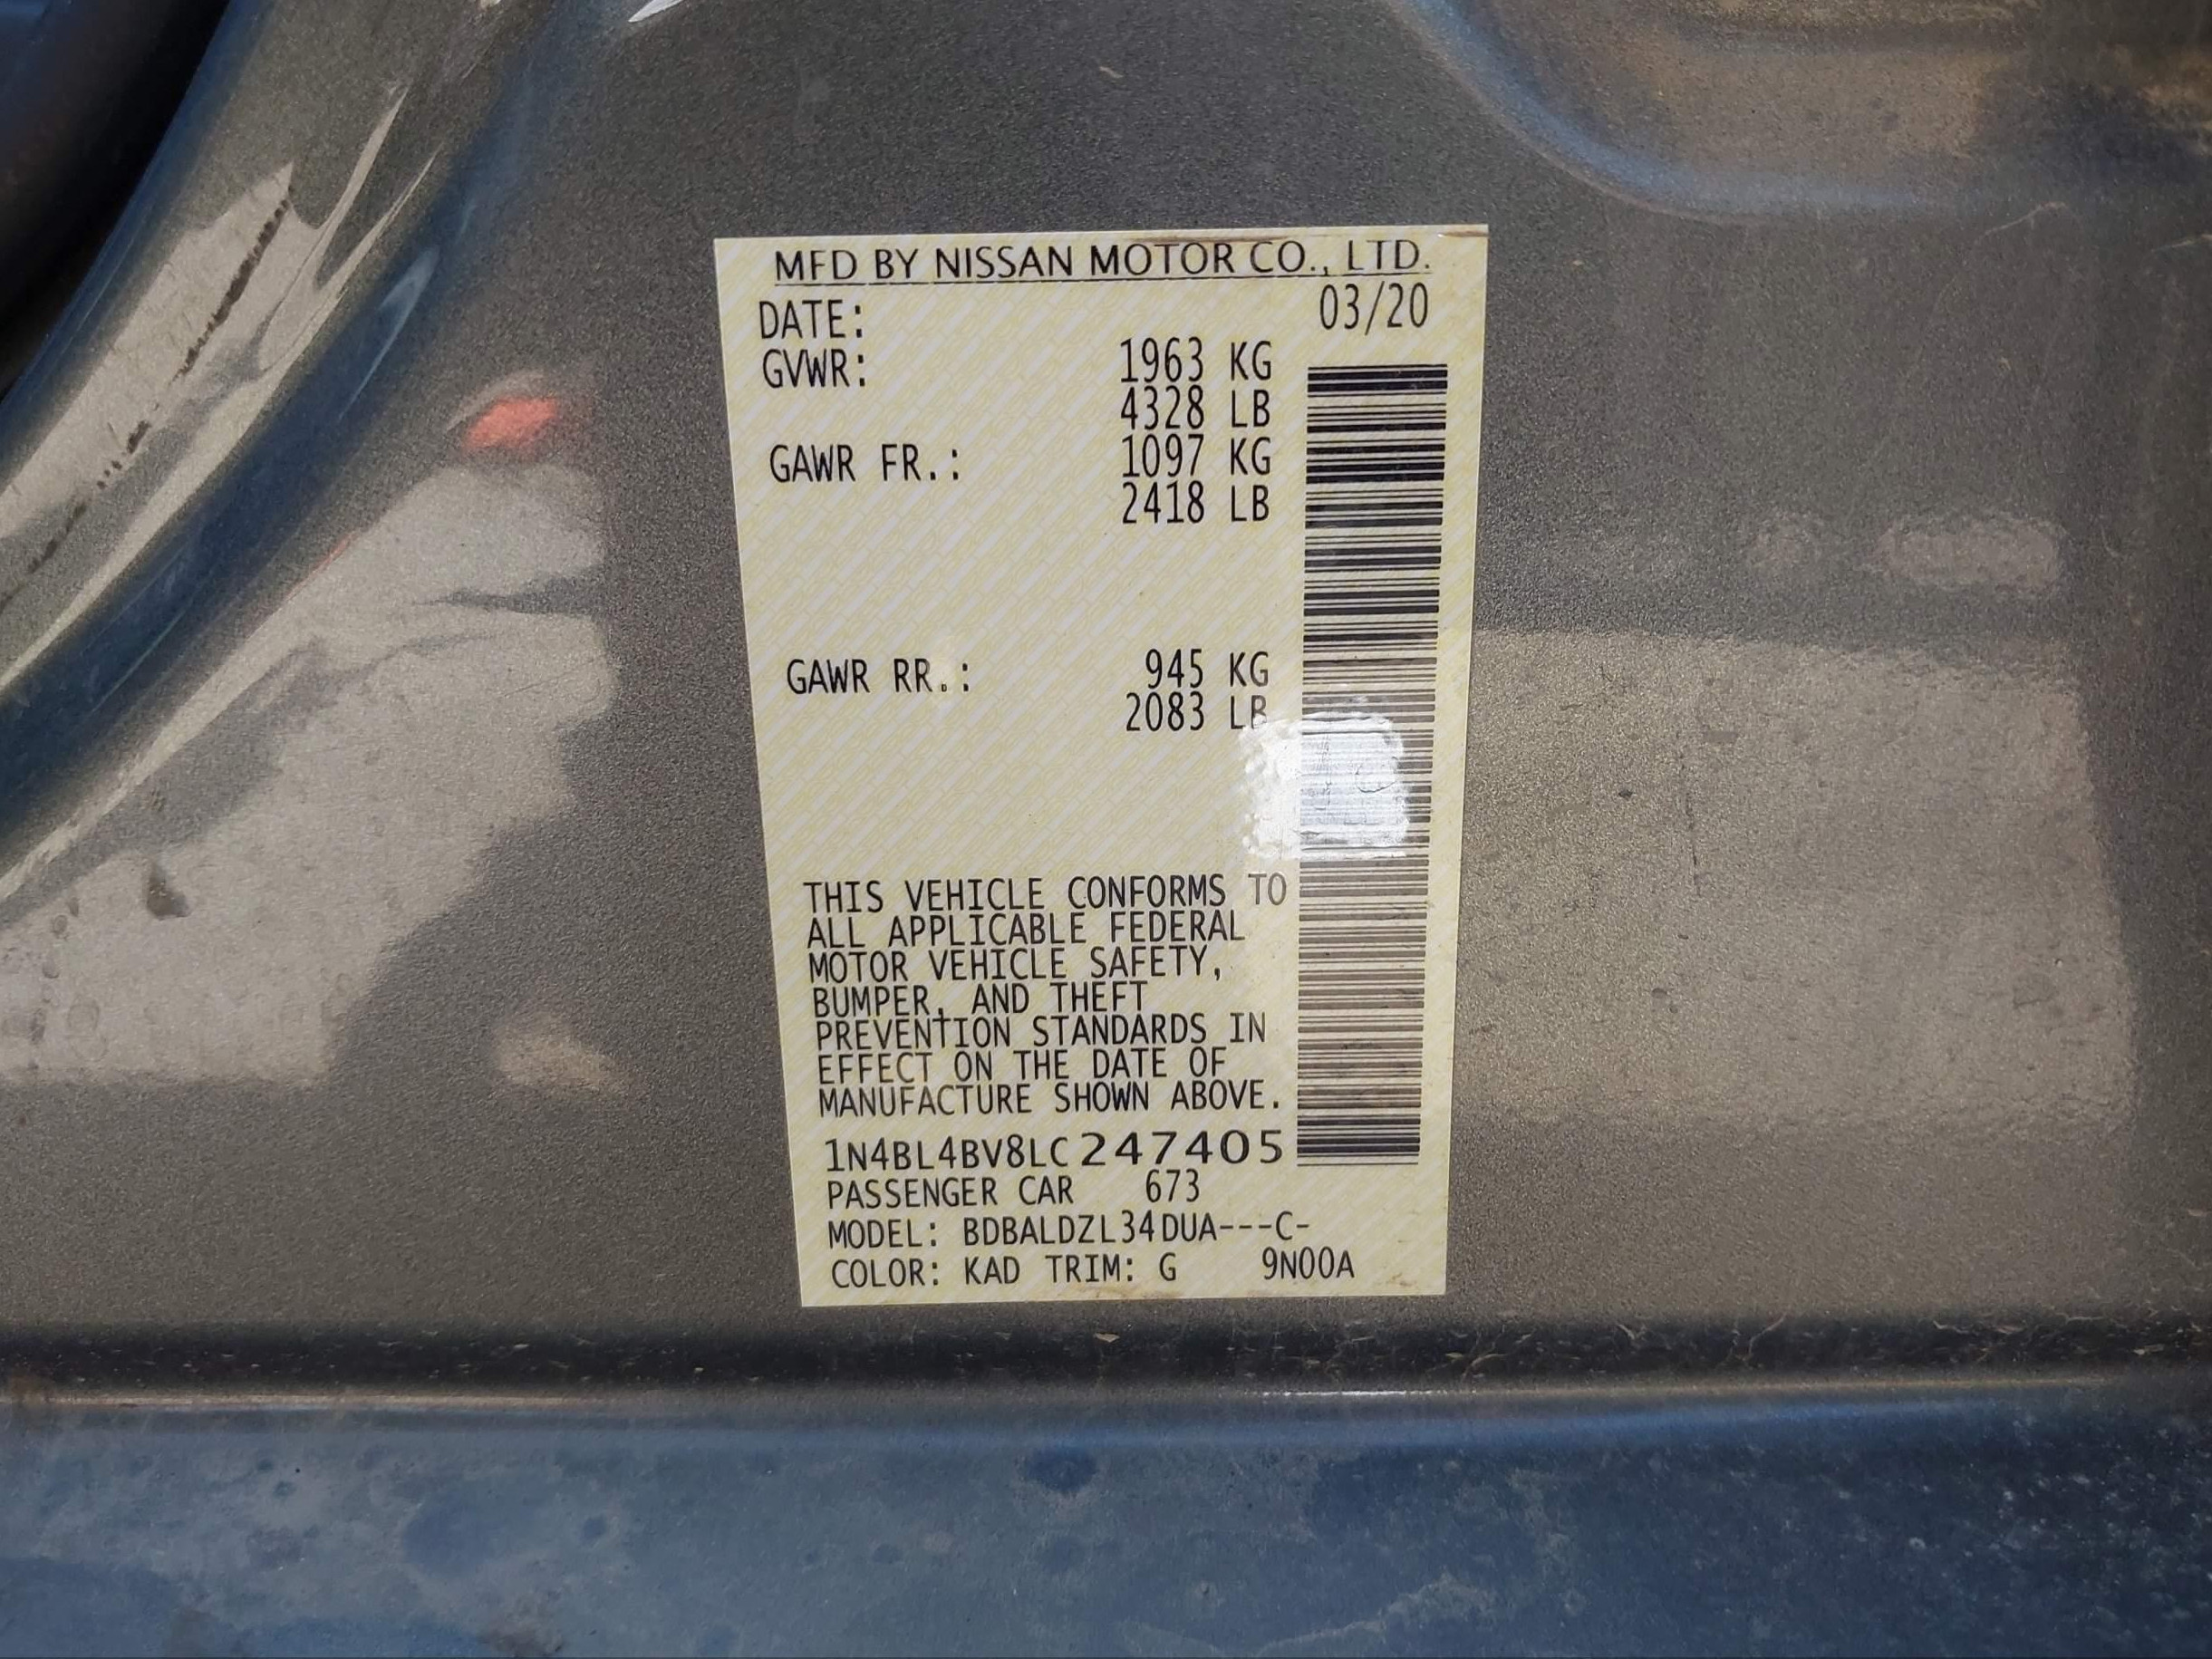 MFD BY NISSAN MOTOR CO., LTD.
DATE: 03/20
GVWR: 1963 KG
4328 LB
GAWR FR.: 1097 KG
2418 LB
GAWR RR.: 945 KG
2083 LB
THIS VEHICLE CONFORMS TO
ALL APPLICABLE FEDERAL
MOTOR VEHICLE SAFETY,
BUMPER, AND THEFT
PREVENTION STANDARDS IN
EFFECT ON THE DATE OF
MANUFACTURE SHOWN ABOVE.
1N4BL4BV8LC247405
PASSENGER CAR 673
MODEL: BDBALDZL34DUA---C-
COLOR: KAD TRIM: G 9N00A